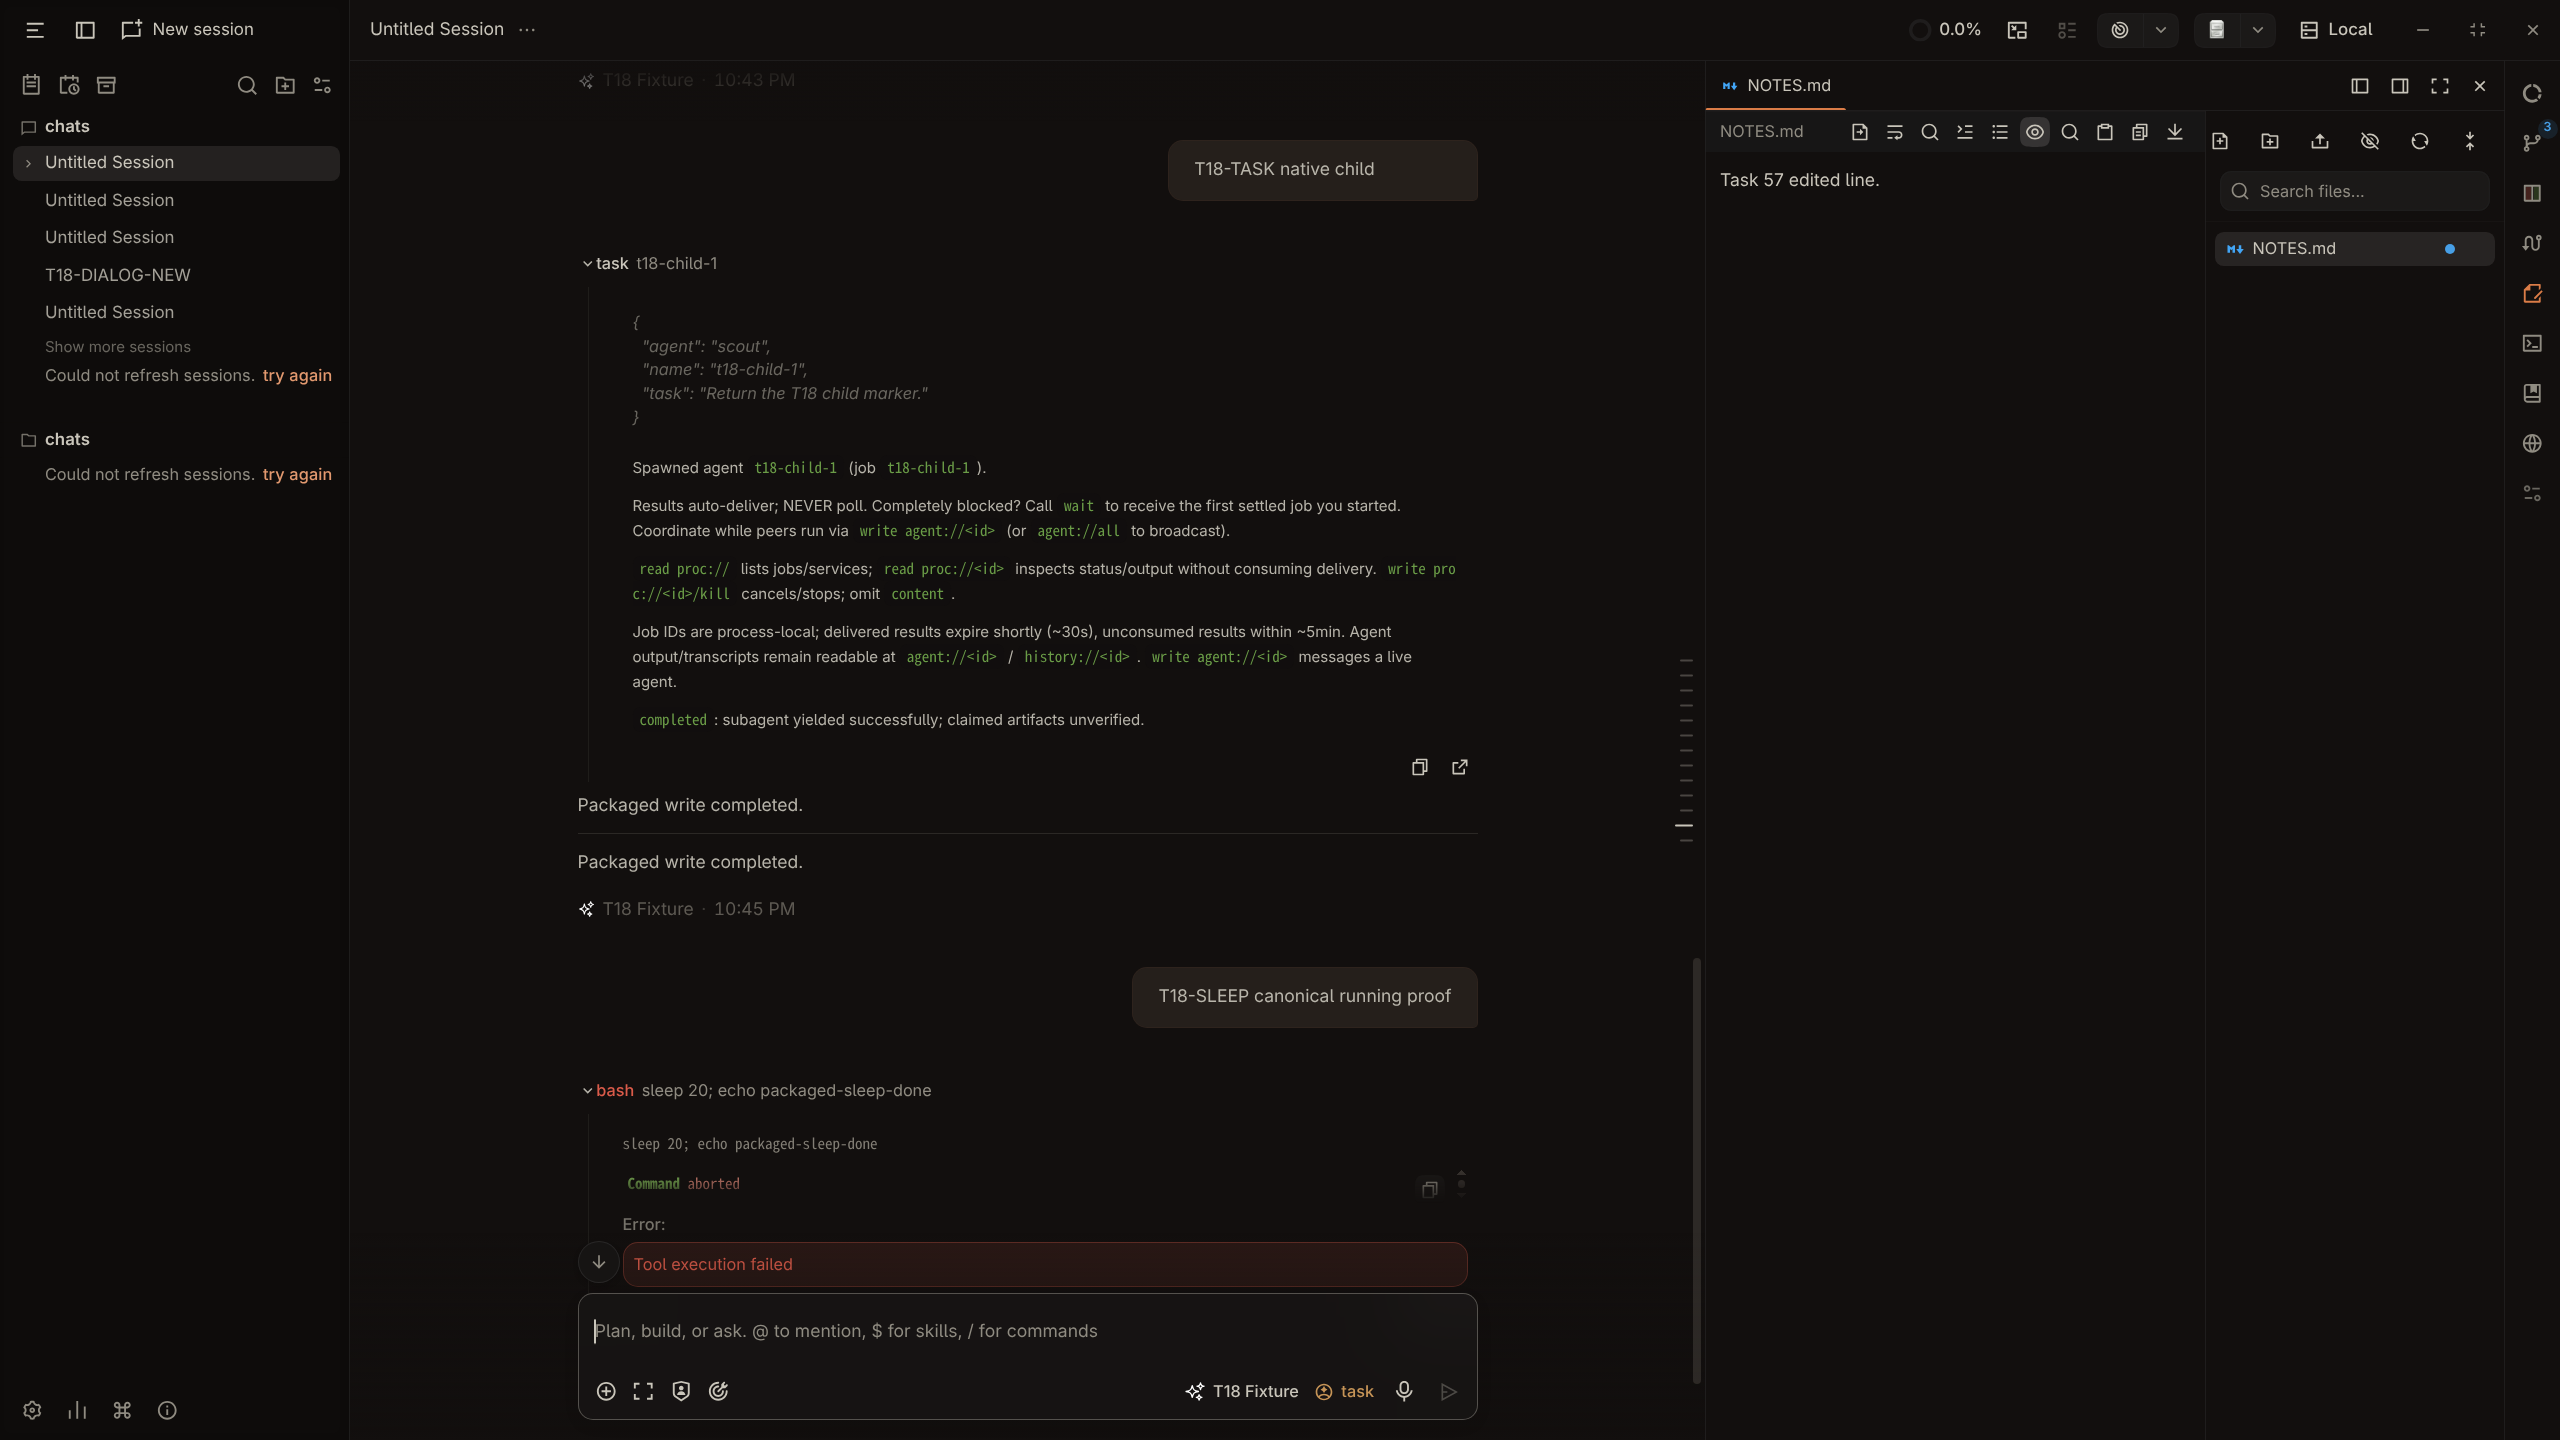 New session
chats
Untitled Session
Untitled Session
Untitled Session
T18-DIALOG-NEW
Untitled Session
Show more sessions
Could not refresh sessions. try again
chats
Could not refresh sessions. try again
Untitled Session ···
0.0%
Local
T18 Fixture · 10:43 PM
T18-TASK native child
task t18-child-1
{
"agent": "scout",
"name": "t18-child-1",
"task": "Return the T18 child marker."
}
Spawned agent t18-child-1 (job t18-child-1 ).
Results auto-deliver; NEVER poll. Completely blocked? Call wait to receive the first settled job you started.
Coordinate while peers run via write agent://<id> (or agent://all to broadcast).
read proc:// lists jobs/services; read proc://<id> inspects status/output without consuming delivery. write pro
c://<id>/kill cancels/stops; omit content .
Job IDs are process-local; delivered results expire shortly (~30s), unconsumed results within ~5min. Agent
output/transcripts remain readable at agent://<id> / history://<id> . write agent://<id> messages a live
agent.
completed : subagent yielded successfully; claimed artifacts unverified.
Packaged write completed.
Packaged write completed.
T18 Fixture · 10:45 PM
T18-SLEEP canonical running proof
bash sleep 20; echo packaged-sleep-done
sleep 20; echo packaged-sleep-done
Command aborted
Error:
Tool execution failed
Plan, build, or ask. @ to mention, $ for skills, / for commands
T18 Fixture
task
NOTES.md
NOTES.md
Task 57 edited line.
Search files...
NOTES.md
3